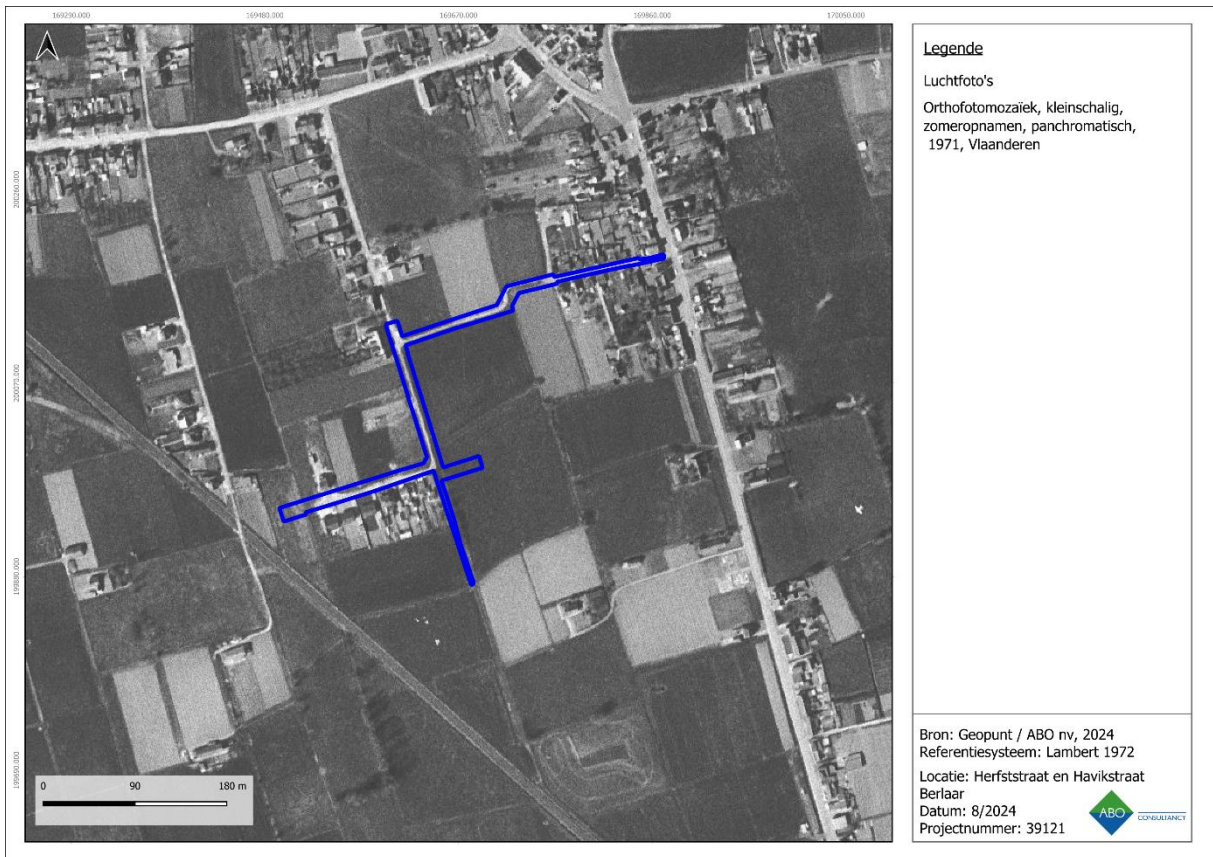 169290.000 169480.000 169670.000 169860.000 170050.000
200260.000
200070.000
199880.000
199690.000
0 90 180 m
Legende
Luchtfoto's
Orthofotomozaïek, kleinschalig,
zomeropnamen, panchromatisch,
1971, Vlaanderen
Bron: Geopunt / ABO nv, 2024
Referentiesysteem: Lambert 1972
Locatie: Herfststraat en Havikstraat
Berlaar
Datum: 8/2024
Projectnummer: 39121
ABO CONSULTANCY